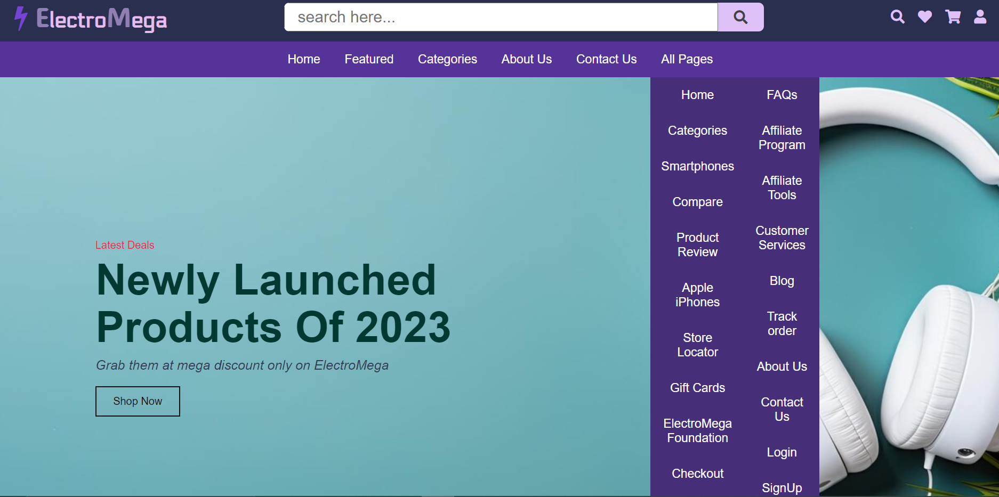 ElectroMega
search here...
Home Featured Categories About Us Contact Us All Pages
Home
Categories
Smartphones
Compare
Product
Review
Apple
iPhones
Store
Locator
Gift Cards
ElectroMega
Foundation
Checkout
FAQs
Affiliate
Program
Affiliate
Tools
Customer
Services
Blog
Track
order
About Us
Contact
Us
Login
SignUp
Latest Deals
Newly Launched
Products Of 2023
Grab them at mega discount only on ElectroMega
Shop Now